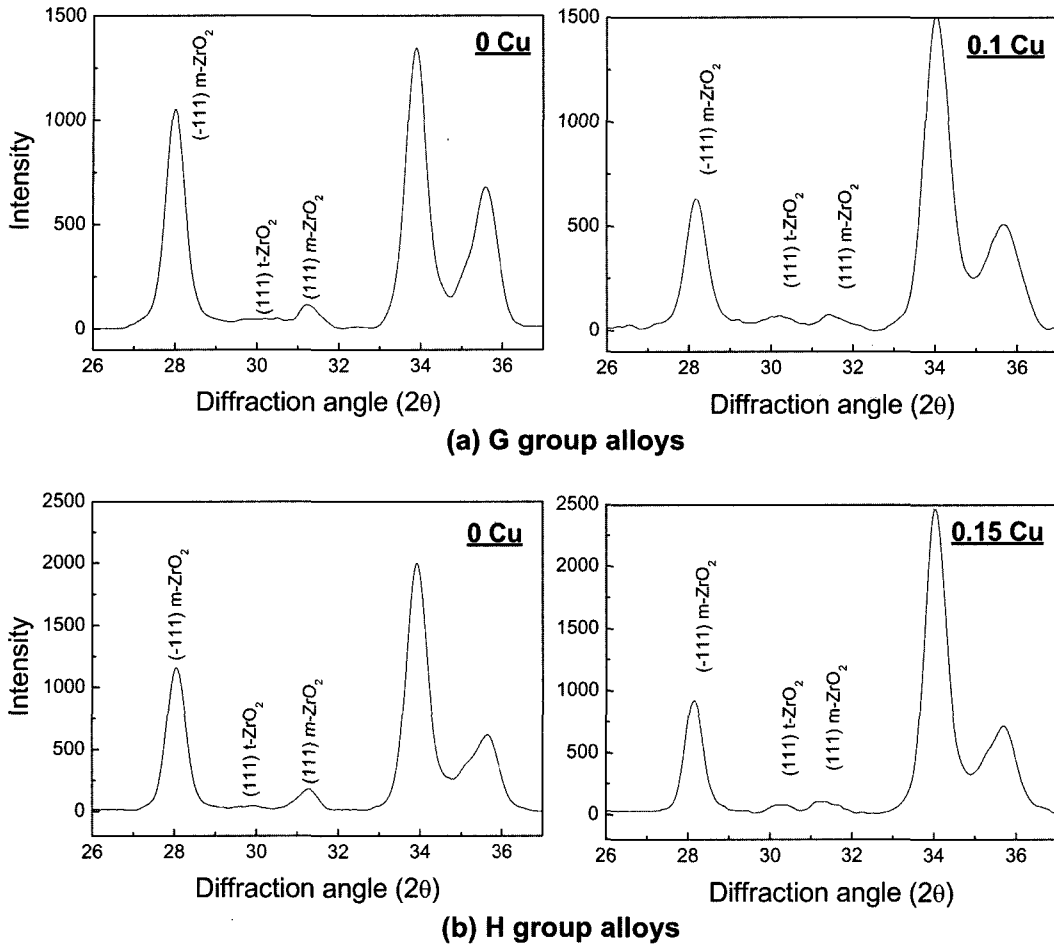 1500
1000
500
0
Intensity
0 Cu
(-111) m-ZrO₂
(111) t-ZrO₂
(111) m-ZrO₂
26 28 30 32 34 36
Diffraction angle (2θ)
1500
1000
500
0
0.1 Cu
(-111) m-ZrO₂
(111) t-ZrO₂
(111) m-ZrO₂
26 28 30 32 34 36
Diffraction angle (2θ)
(a) G group alloys
2500
2000
1500
1000
500
0
Intensity
0 Cu
(-111) m-ZrO₂
(111) t-ZrO₂
(111) m-ZrO₂
26 28 30 32 34 36
Diffraction angle (2θ)
2500
2000
1500
1000
500
0
0.15 Cu
(-111) m-ZrO₂
(111) t-ZrO₂
(111) m-ZrO₂
26 28 30 32 34 36
Diffraction angle (2θ)
(b) H group alloys